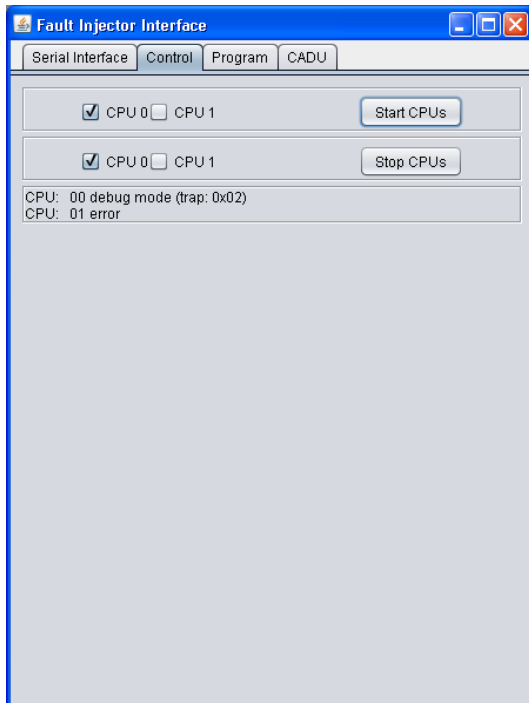 Fault Injector Interface
Serial Interface Control Program CADU
CPU 0 CPU 1 Start CPUs
CPU 0 CPU 1 Stop CPUs
CPU: 00 debug mode (trap: 0x02)
CPU: 01 error